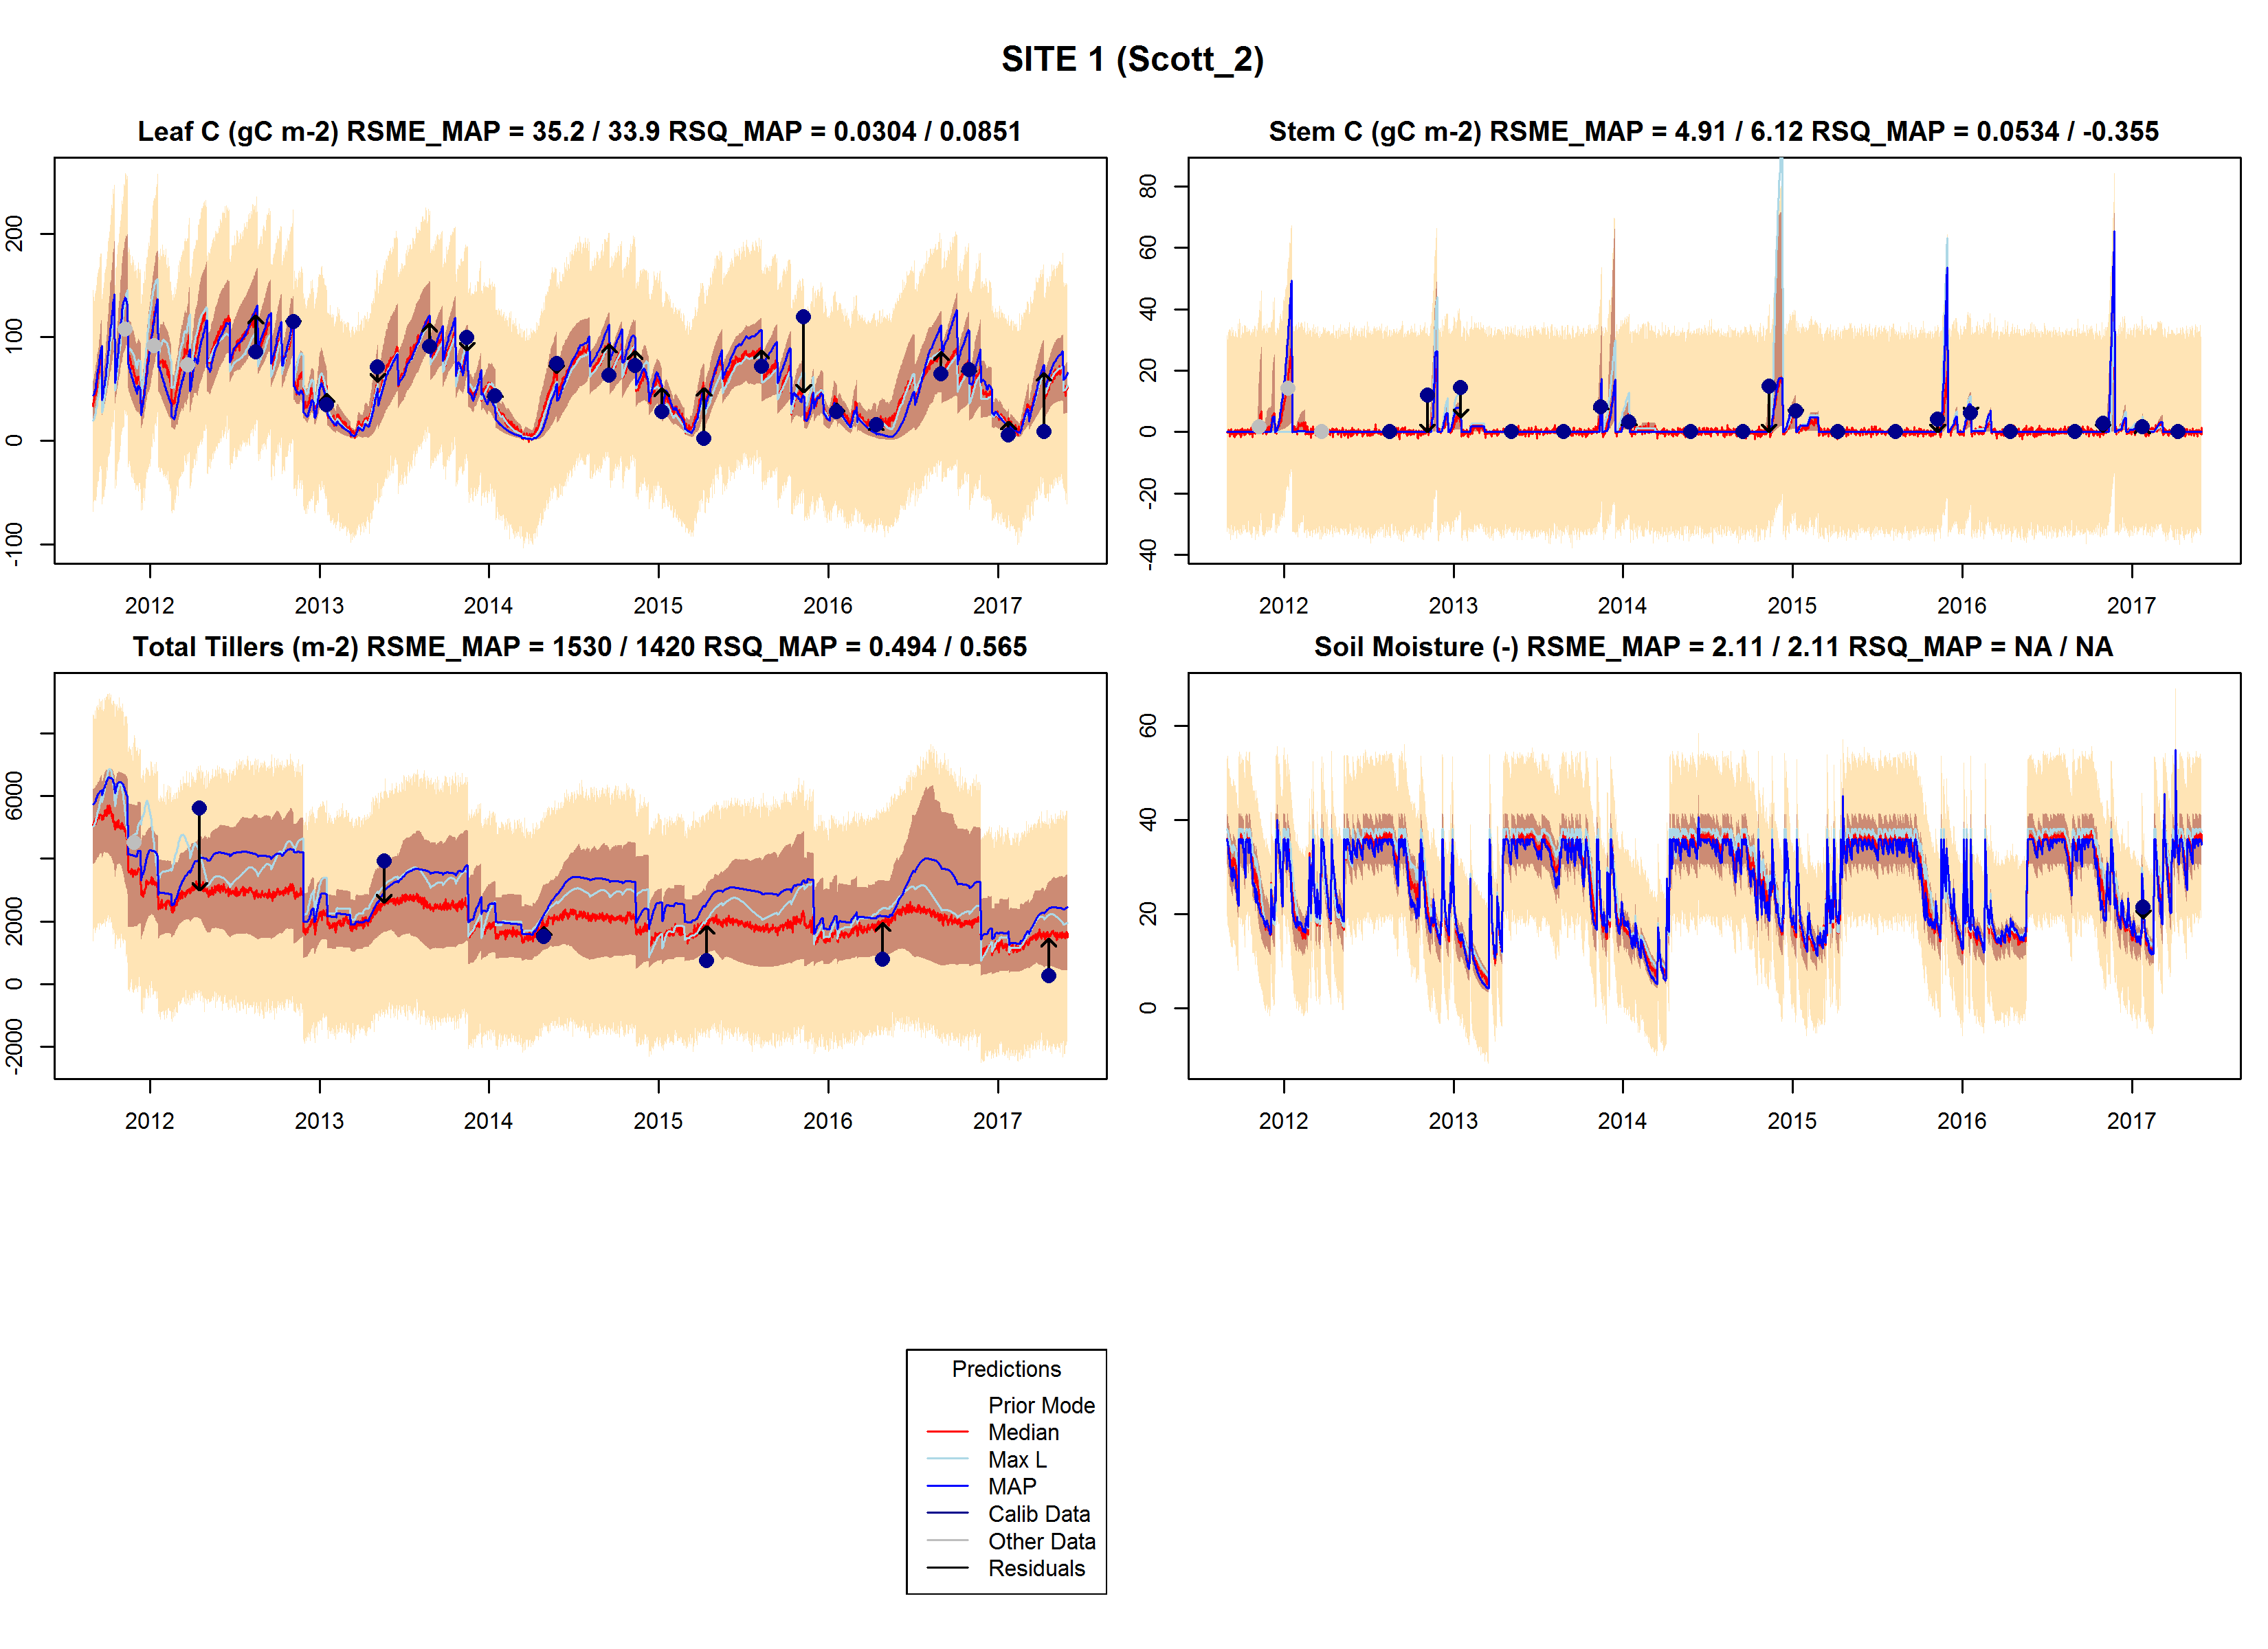 SITE 1 (Scott_2)
Leaf C (gC m-2) RSME_MAP = 35.2 / 33.9 RSQ_MAP = 0.0304 / 0.0851
200
100
0
-100
2012 2013 2014 2015 2016 2017
Stem C (gC m-2) RSME_MAP = 4.91 / 6.12 RSQ_MAP = 0.0534 / -0.355
80
60
40
20
0
-20
-40
2012 2013 2014 2015 2016 2017
Total Tillers (m-2) RSME_MAP = 1530 / 1420 RSQ_MAP = 0.494 / 0.565
6000
2000
0
-2000
2012 2013 2014 2015 2016 2017
Soil Moisture (-) RSME_MAP = 2.11 / 2.11 RSQ_MAP = NA / NA
60
40
20
0
2012 2013 2014 2015 2016 2017
Predictions
Prior Mode
Median
Max L
MAP
Calib Data
Other Data
Residuals